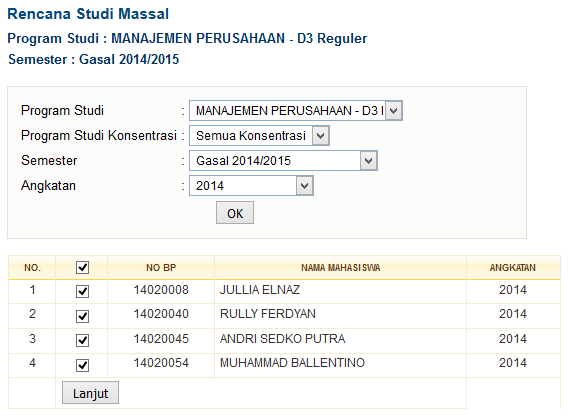 Rencana Studi Massal
Program Studi : MANAJEMEN PERUSAHAAN - D3 Reguler
Semester : Gasal 2014/2015
Program Studi : MANAJEMEN PERUSAHAAN - D3
Program Studi Konsentrasi : Semua Konsentrasi
Semester : Gasal 2014/2015
Angkatan : 2014
OK
NO. NO BP NAMA MAHASISWA ANGKATAN
1 14020008 JULLIA ELNAZ 2014
2 14020040 RULLY FERDYAN 2014
3 14020045 ANDRI SEDKO PUTRA 2014
4 14020054 MUHAMMAD BALLENTINO 2014
Lanjut